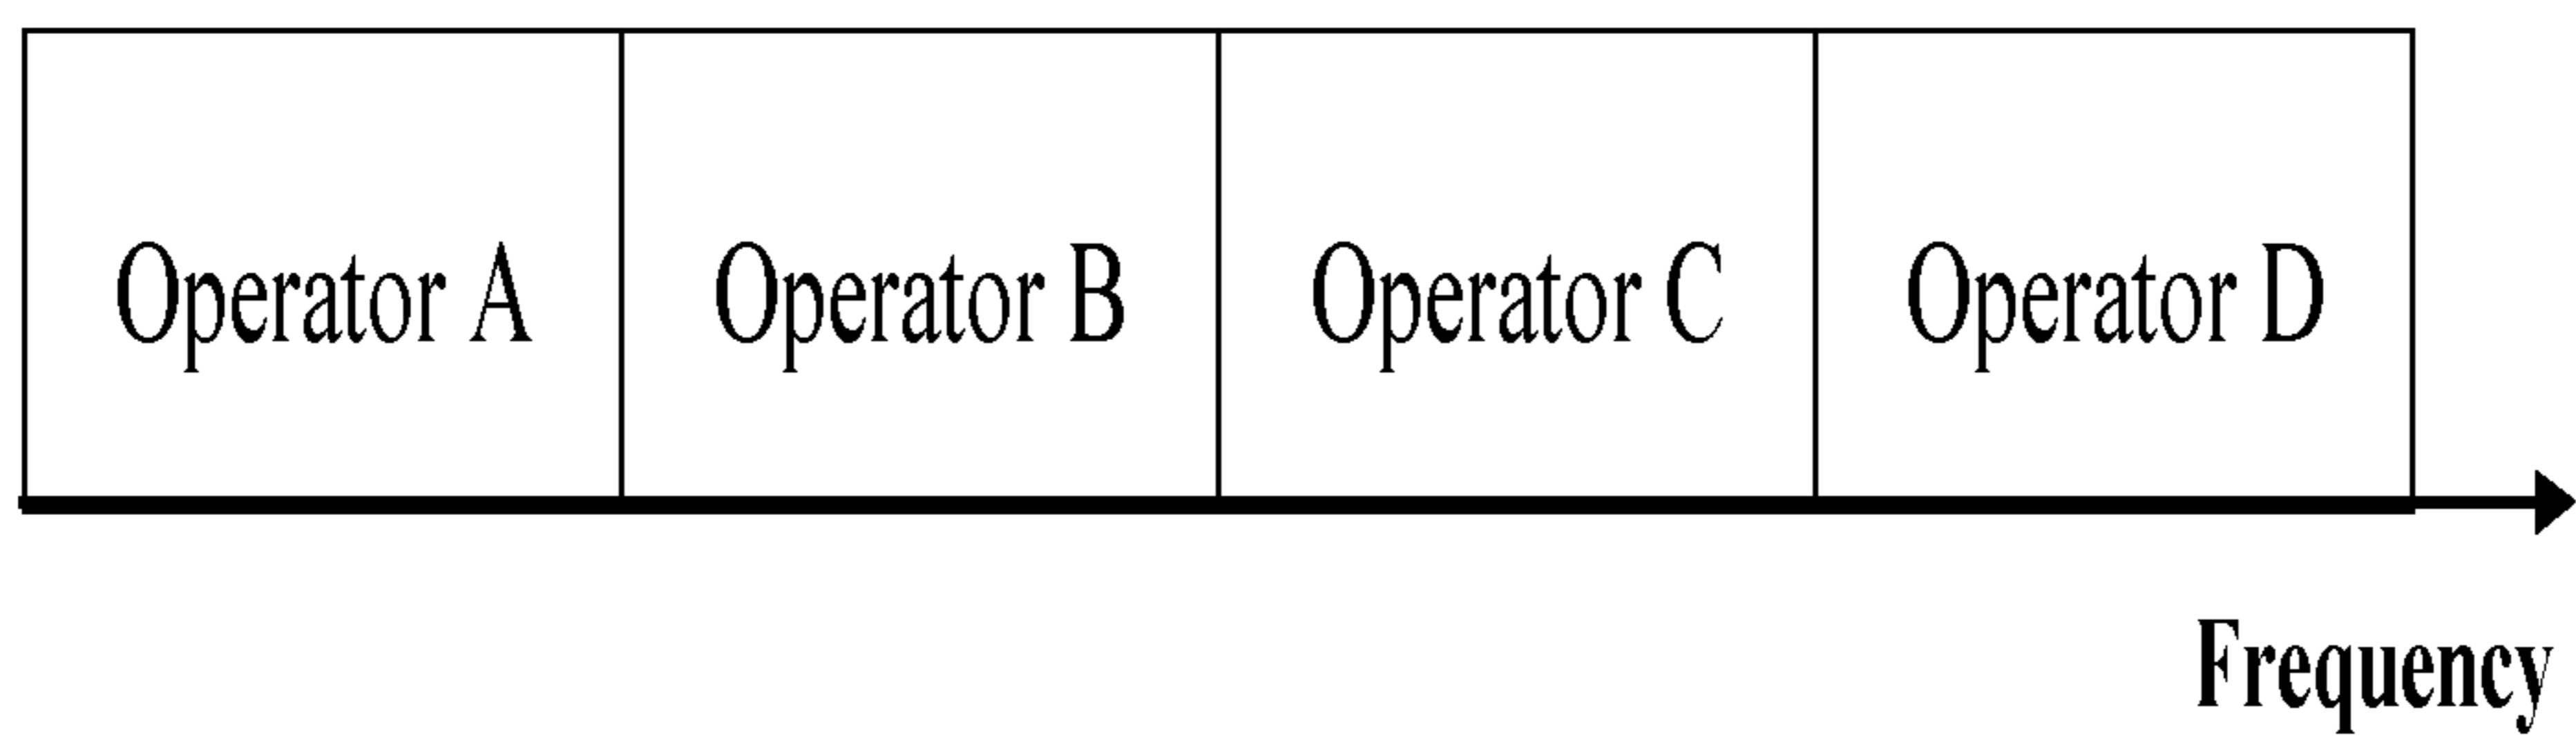 Operator A
Operator B
Operator C
Operator D
Frequency